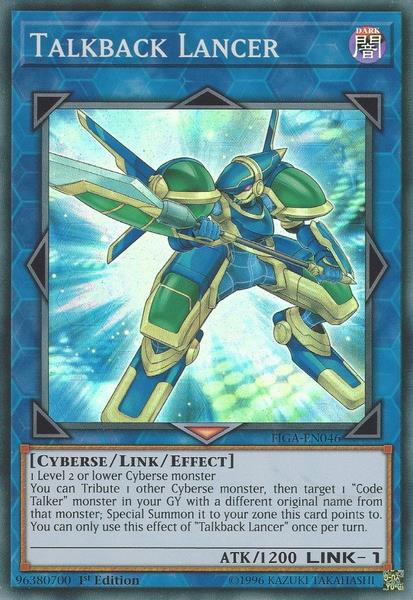 TALKBACK LANCER
DARK
闇
FIGA-EN046
[CYBERSE/LINK/EFFECT]
1 Level 2 or lower Cyberse monster
You can Tribute 1 other Cyberse monster, then target 1 "Code
Talker" monster in your GY with a different original name from
that monster; Special Summon it to your zone this card points to.
You can only use this effect of "Talkback Lancer" once per turn.
ATK/1200 LINK-1
96380700 1st Edition ©1996 KAZUKI TAKAHASHI